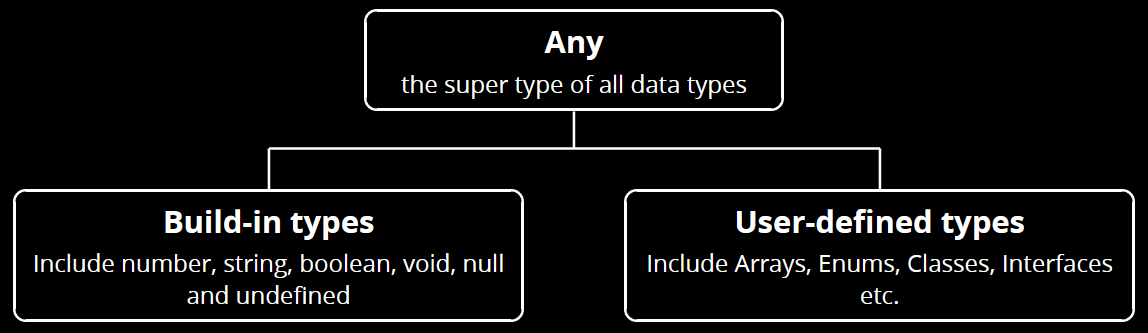 Any
the super type of all data types
Build-in types
Include number, string, boolean, void, null
and undefined
User-defined types
Include Arrays, Enums, Classes, Interfaces
etc.